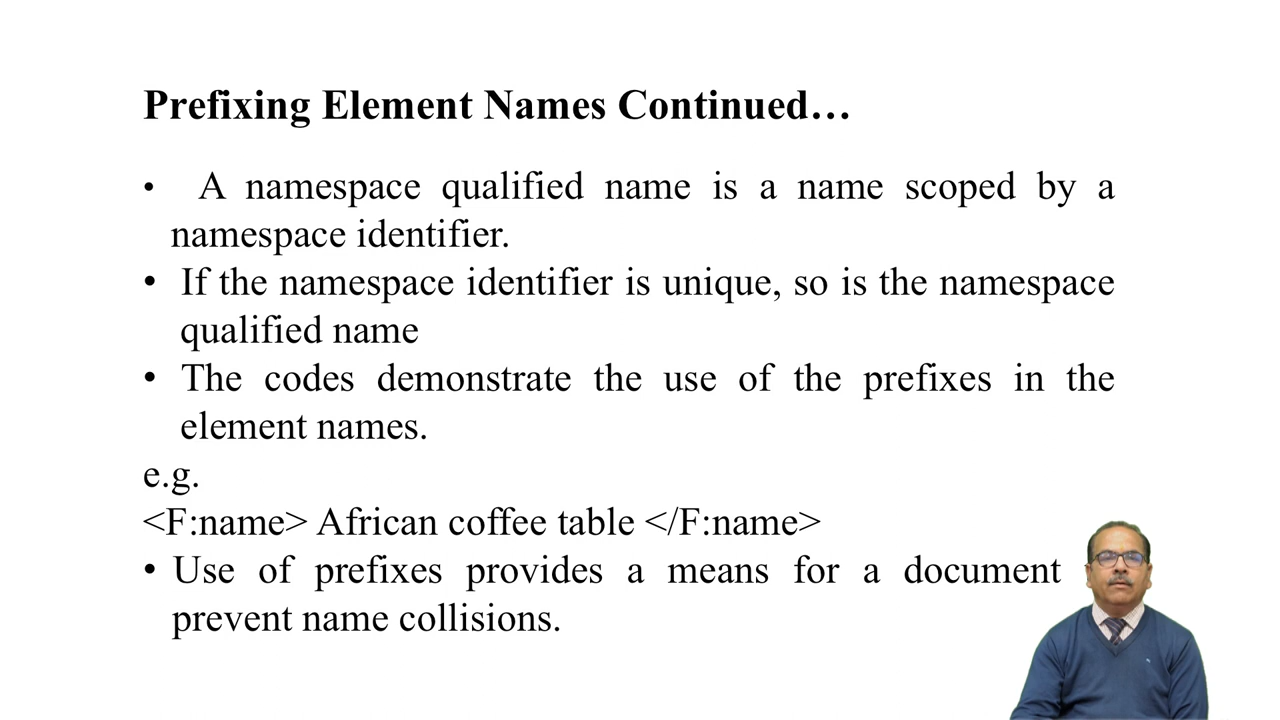 Prefixing Element Names Continued…
• A namespace qualified name is a name scoped by a
namespace identifier.
• If the namespace identifier is unique, so is the namespace
qualified name
• The codes demonstrate the use of the prefixes in the
element names.
e.g.
<F:name> African coffee table </F:name>
• Use of prefixes provides a means for a document
prevent name collisions.